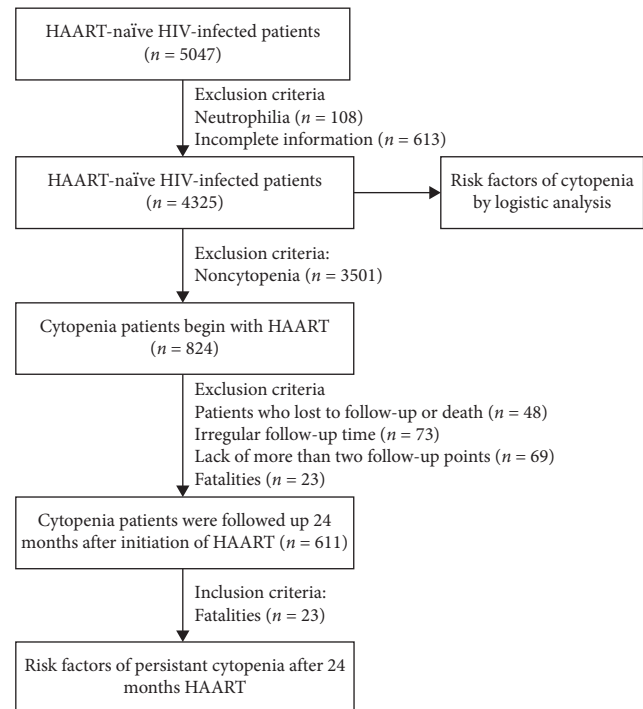 HAART-naïve HIV-infected patients
(n = 5047)
Exclusion criteria
Neutrophilia (n = 108)
Incomplete information (n = 613)
HAART-naïve HIV-infected patients
(n = 4325)
Risk factors of cytopenia
by logistic analysis
Exclusion criteria:
Noncytopenia (n = 3501)
Cytopenia patients begin with HAART
(n = 824)
Exclusion criteria
Patients who lost to follow-up or death (n = 48)
Irregular follow-up time (n = 73)
Lack of more than two follow-up points (n = 69)
Fatalities (n = 23)
Cytopenia patients were followed up 24
months after initiation of HAART (n = 611)
Inclusion criteria:
Fatalities (n = 23)
Risk factors of persistant cytopenia after 24
months HAART